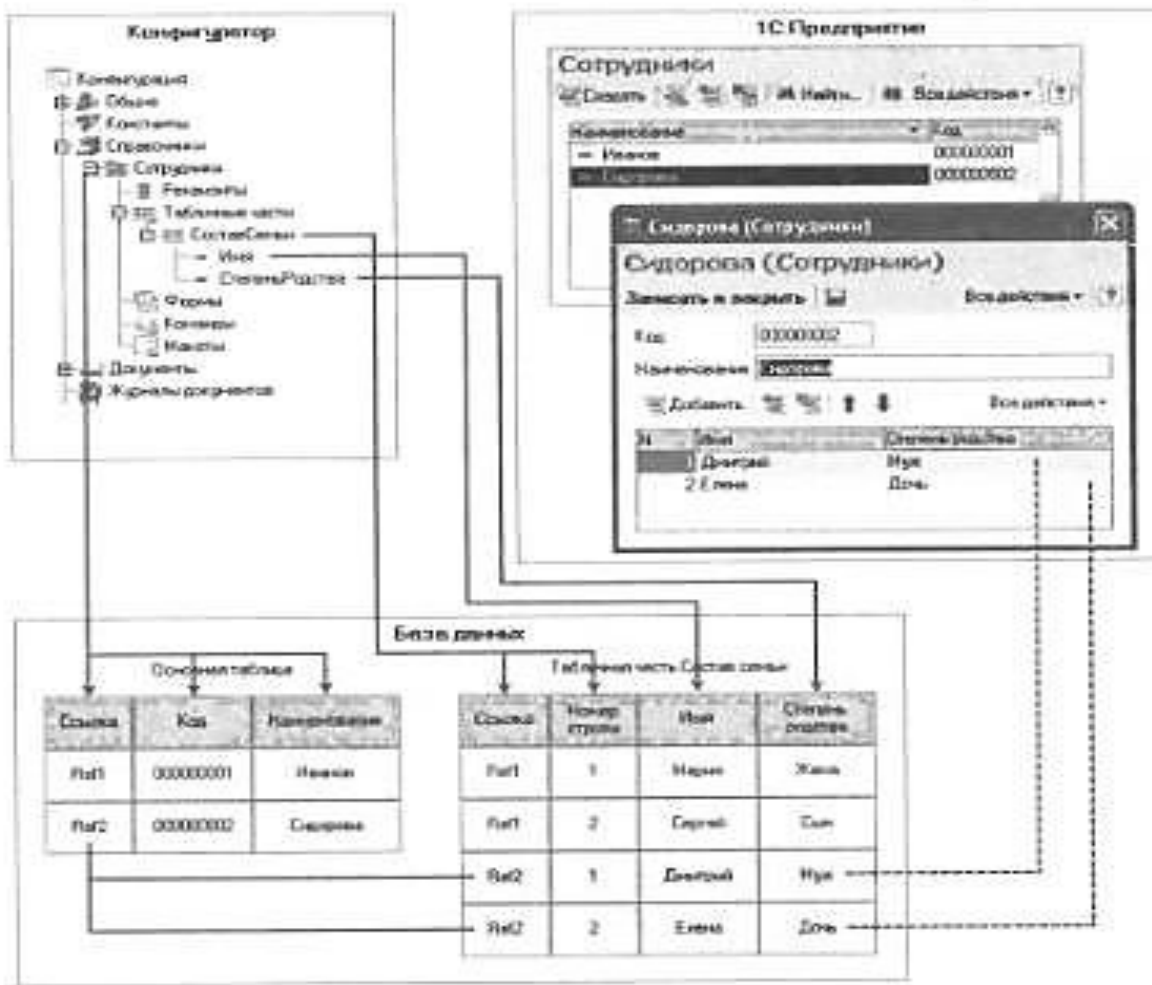 Конфигуратор
Конфигурация
Общие
Константы
Справочники
Сотрудники
Реквизиты
Табличные части
СоставСемьи
Имя
СтепеньРодства
Формы
Команды
Макеты
Документы
Журналы документов
1С:Предприятие
Сотрудники
Создать Найти... Все действия
Наименование Код
Иванов 000000001
Сидорова 000000002
Сидорова (Сотрудники)
Сидорова (Сотрудники)
Записать и закрыть Все действия
Код: 000000002
Наименование: Сидорова
Добавить Все действия
N Имя Степень родства
1 Дмитрий Муж
2 Елена Дочь
База данных
Основная таблица
Ссылка Код Наименование
Ref1 000000001 Иванов
Ref2 000000002 Сидорова
Табличная часть Состав семьи
Ссылка Номер строки Имя Степень родства
Ref1 1 Мария Жена
Ref1 2 Сергей Сын
Ref2 1 Дмитрий Муж
Ref2 2 Елена Дочь